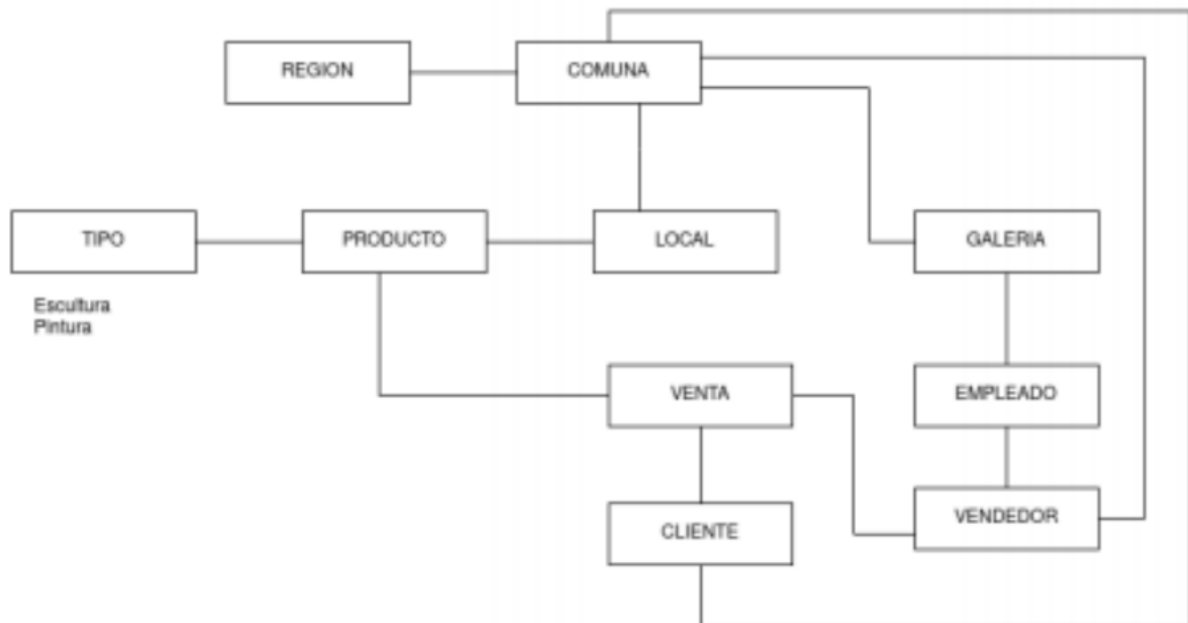 REGION
COMUNA
TIPO
PRODUCTO
LOCAL
GALERIA
Escultura
Pintura
VENTA
EMPLEADO
CLIENTE
VENDEDOR